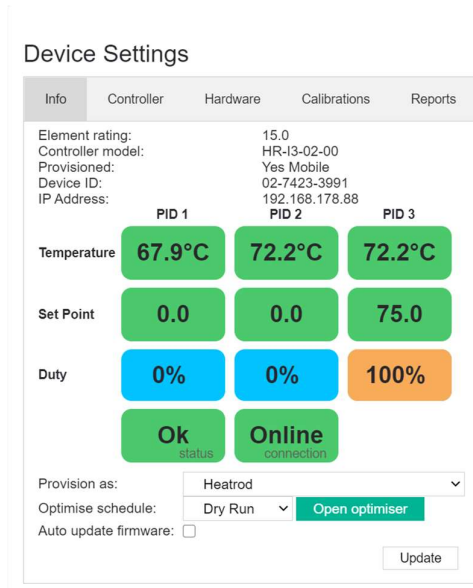 Device Settings
Info Controller Hardware Calibrations Reports
Element rating: 15.0
Controller model: HR-I3-02-00
Provisioned: Yes Mobile
Device ID: 02-7423-3991
IP Address: 192.168.178.88
PID 1 PID 2 PID 3
Temperature 67.9°C 72.2°C 72.2°C
Set Point 0.0 0.0 75.0
Duty 0% 0% 100%
Ok Online
status connection
Provision as: Heatrod
Optimise schedule: Dry Run Open optimiser
Auto update firmware:
Update